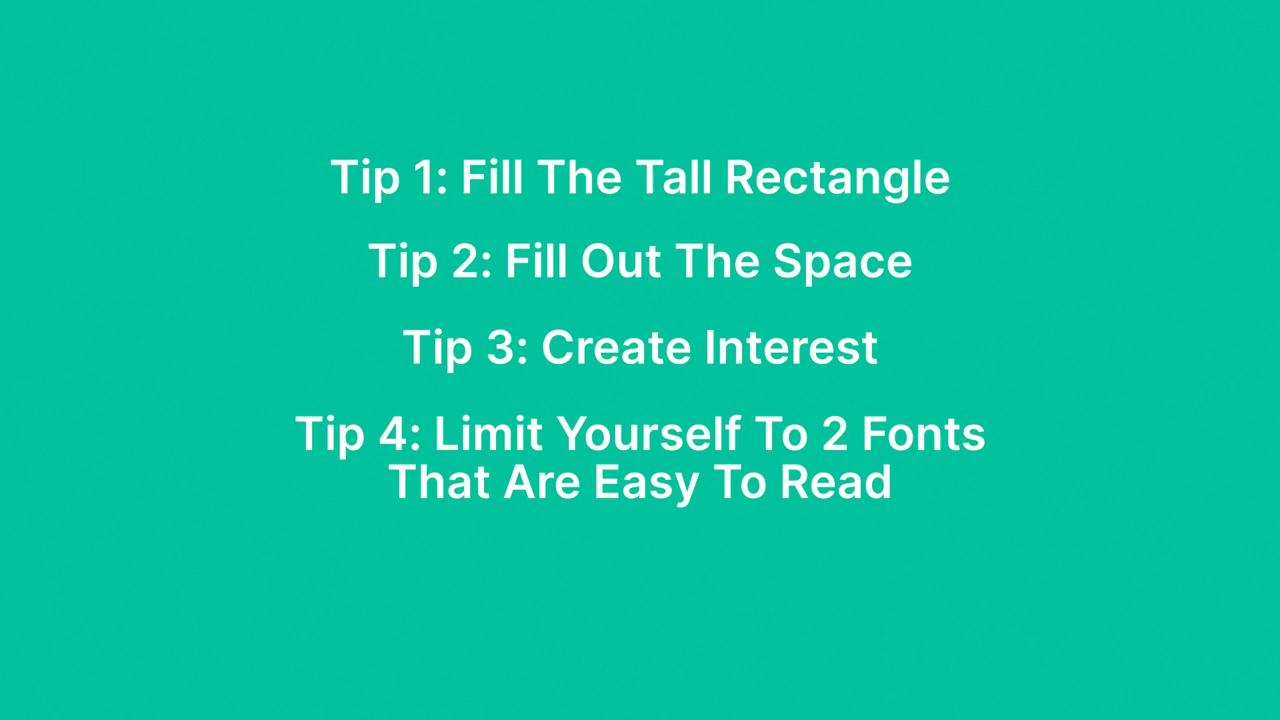 Tip 1: Fill The Tall Rectangle
Tip 2: Fill Out The Space
Tip 3: Create Interest
Tip 4: Limit Yourself To 2 Fonts
That Are Easy To Read